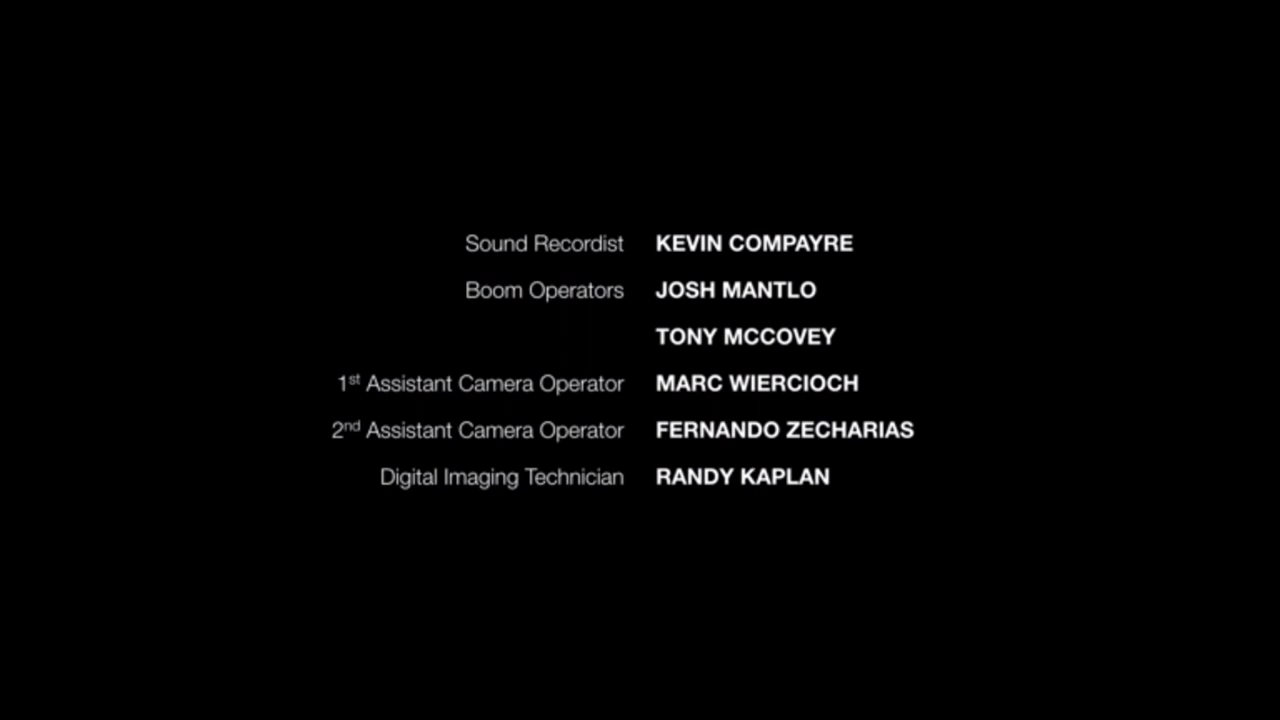 Sound Recordist KEVIN COMPAYRE
Boom Operators JOSH MANTLO
TONY MCCOVEY
1st Assistant Camera Operator MARC WIERCIOCH
2nd Assistant Camera Operator FERNANDO ZECHARIAS
Digital Imaging Technician RANDY KAPLAN